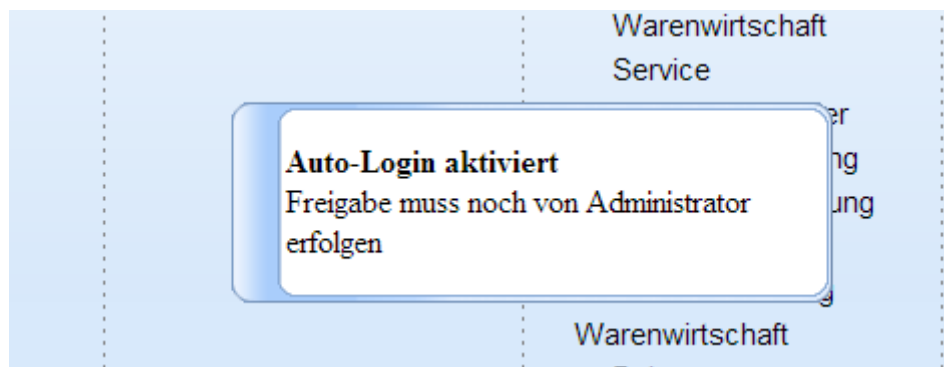 Warenwirtschaft
Service
Auto-Login aktiviert
Freigabe muss noch von Administrator
erfolgen
Warenwirtschaft